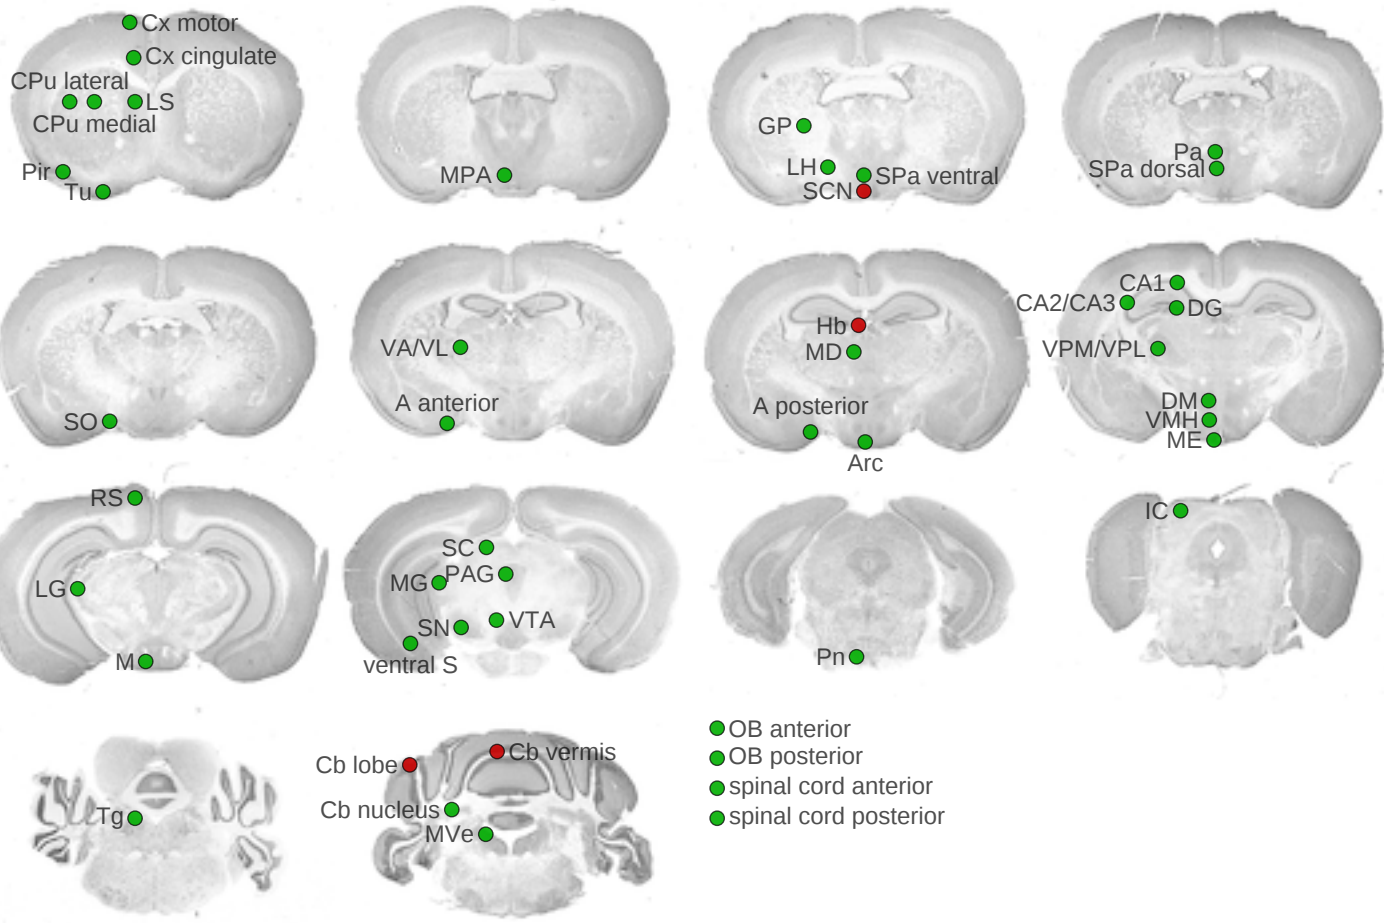 Cx motor
Cx cingulate
CPu lateral
LS
CPu medial
Pir
Tu
MPA
GP
LH
SPa ventral
SCN
Pa
SPa dorsal
SO
VA/VL
A anterior
Hb
MD
A posterior
Arc
CA1
CA2/CA3
DG
VPM/VPL
DM
VMH
ME
RS
LG
M
SC
MG
PAG
SN
VTA
ventral S
Pn
IC
Tg
Cb lobe
Cb vermis
Cb nucleus
MVe
OB anterior
OB posterior
spinal cord anterior
spinal cord posterior